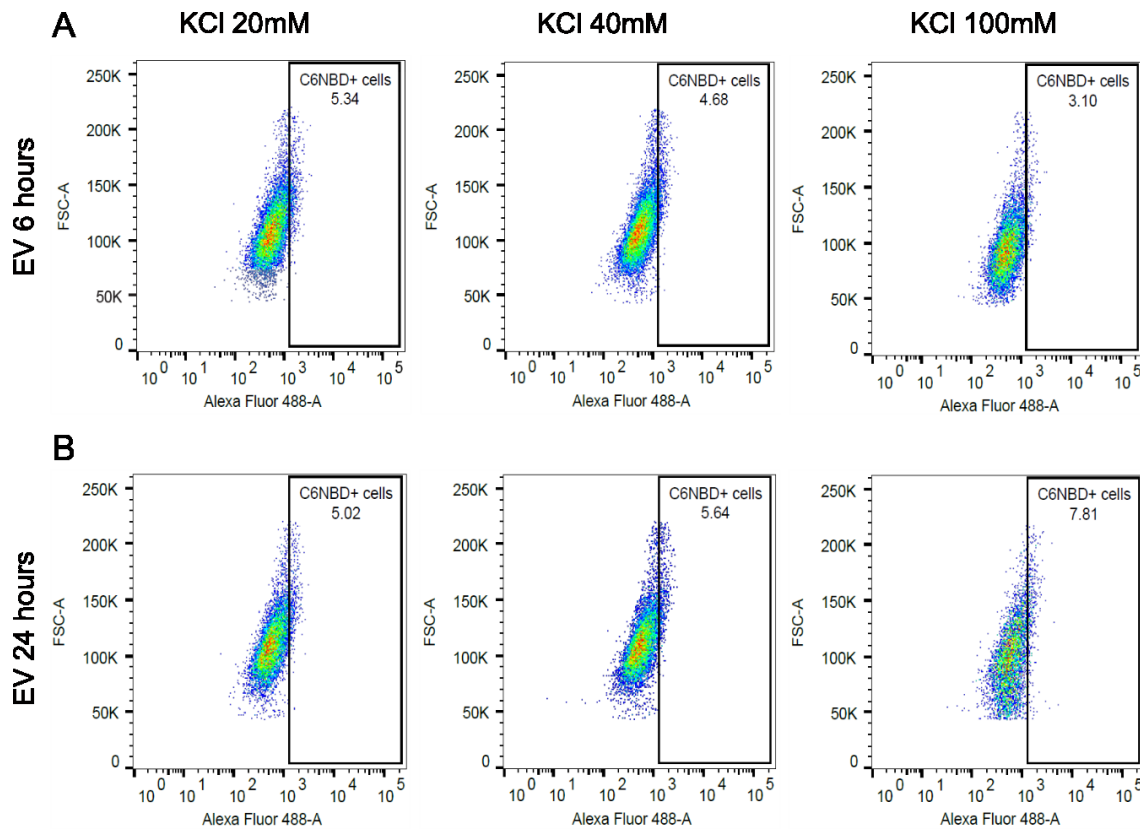 A
KCl 20mM
KCl 40mM
KCl 100mM
EV 6 hours
250K
200K
150K
100K
50K
0
FSC-A
C6NBD+ cells
5.34
10^0 10^1 10^2 10^3 10^4 10^5
Alexa Fluor 488-A
250K
200K
150K
100K
50K
0
FSC-A
C6NBD+ cells
4.68
10^0 10^1 10^2 10^3 10^4 10^5
Alexa Fluor 488-A
250K
200K
150K
100K
50K
0
FSC-A
C6NBD+ cells
3.10
10^0 10^1 10^2 10^3 10^4 10^5
Alexa Fluor 488-A
B
EV 24 hours
250K
200K
150K
100K
50K
0
FSC-A
C6NBD+ cells
5.02
10^0 10^1 10^2 10^3 10^4 10^5
Alexa Fluor 488-A
250K
200K
150K
100K
50K
0
FSC-A
C6NBD+ cells
5.64
10^0 10^1 10^2 10^3 10^4 10^5
Alexa Fluor 488-A
250K
200K
150K
100K
50K
0
FSC-A
C6NBD+ cells
7.81
10^0 10^1 10^2 10^3 10^4 10^5
Alexa Fluor 488-A